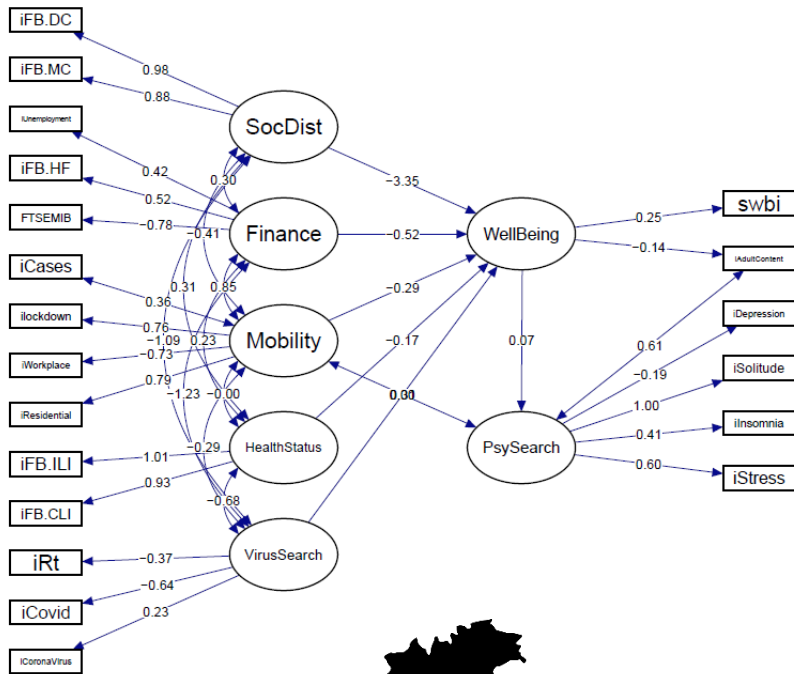 iFB.DC
0.98
iFB.MC
0.88
iUnemployment
SocDist
iFB.HF
0.42
0.30
−3.35
0.52
swbi
0.25
FTSEMIB
−0.78
−0.41
Finance
−0.52
WellBeing
−0.14
iAdultContent
iCases
0.36
0.31
0.85
−0.29
iDepression
ilockdown
0.76
−1.09
0.23
Mobility
−0.17
0.07
0.61
iWorkplace
−0.73
−0.19
iSolitude
iResidential
0.79
−1.23
−0.00
1.00
iFB.ILI
1.01
−0.29
HealthStatus
PsySearch
0.41
iInsomnia
iFB.CLI
0.93
0.60
iStress
−0.68
iRt
−0.37
VirusSearch
iCovid
−0.64
0.23
iCoronaVirus